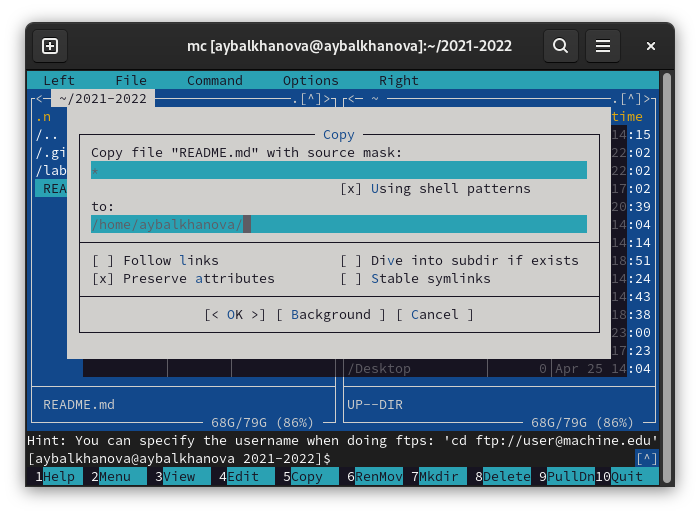 mc [aybalkhanova@aybalkhanova]:~/2021-2022
Left File Command Options Right
<─ ~/2021-2022 .[^]> <─ ~ .[^]>
.n time
/.. 14:15
Copy
/.gi 22:02
Copy file "README.md" with source mask:
/lab 22:02
*
REA 17:02
[x] Using shell patterns
to: 20:39
/home/aybalkhanova/ 14:04
14:14
[ ] Follow links [ ] Dive into subdir if exists 18:51
[x] Preserve attributes [ ] Stable symlinks 14:24
14:43
[< OK >] [ Background ] [ Cancel ] 18:38
23:00
17:23
/Desktop 0 Apr 25 14:04
README.md UP--DIR
68G/79G (86%) 68G/79G (86%)
Hint: You can specify the username when doing ftps: 'cd ftp://user@machine.edu'
[aybalkhanova@aybalkhanova 2021-2022]$ [^]
1Help 2Menu 3View 4Edit 5Copy 6RenMov 7Mkdir 8Delete 9PullDn 10Quit